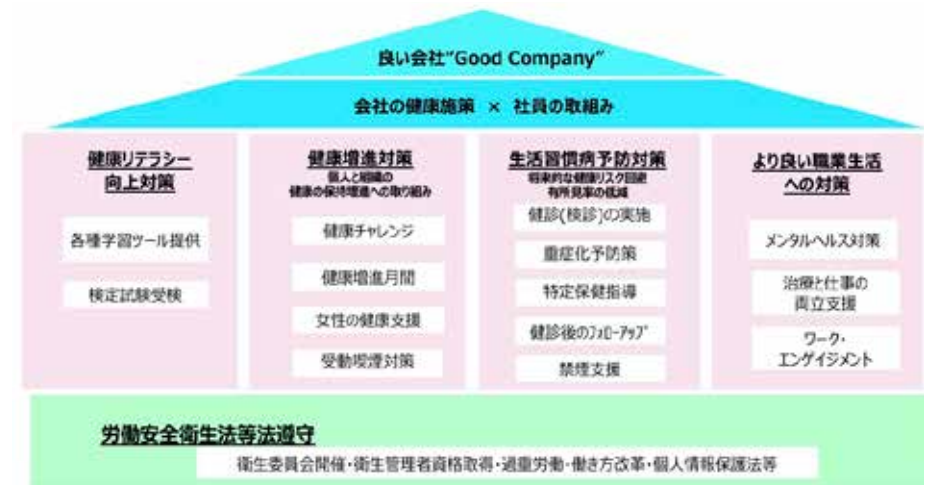 良い会社"Good Company"
会社の健康施策 × 社員の取組み
健康リテラシー
向上対策
各種学習ツール提供
検定試験受検
健康増進対策
個人と組織の
健康の保持増進への取り組み
健康チャレンジ
健康増進月間
女性の健康支援
受動喫煙対策
生活習慣病予防対策
将来的な健康リスク回避
有所見率の低減
健診(検診)の実施
重症化予防策
特定保健指導
健診後のﾌｫﾛｰｱｯﾌﾟ
禁煙支援
より良い職業生活
への対策
メンタルヘルス対策
治療と仕事の
両立支援
ワーク・
エンゲイジメント
労働安全衛生法等法遵守
衛生委員会開催・衛生管理者資格取得・過重労働・働き方改革・個人情報保護法等